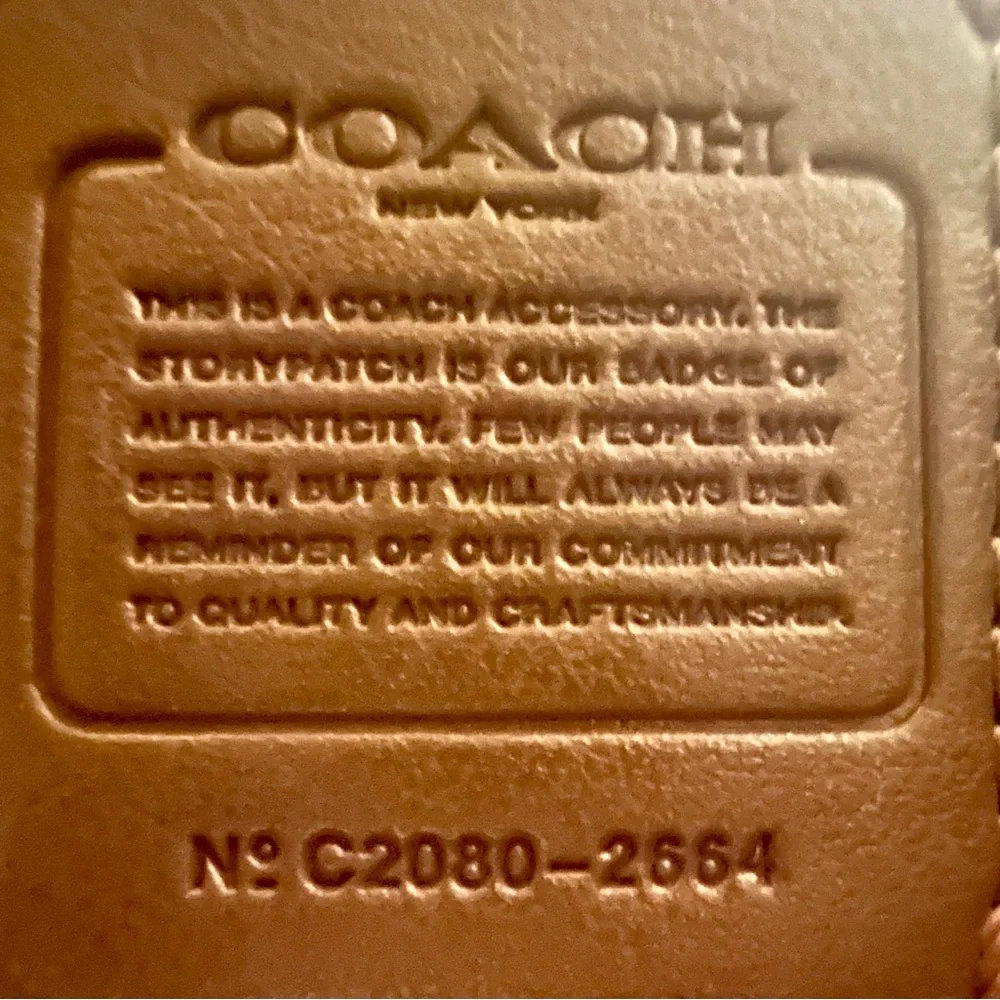 COACH
NEW YORK
THIS IS A COACH ACCESSORY. THE
STORYPATCH IS OUR BADGE OF
AUTHENTICITY. FEW PEOPLE MAY
SEE IT, BUT IT WILL ALWAYS BE A
REMINDER OF OUR COMMITMENT
TO QUALITY AND CRAFTSMANSHIP.
Nº C2080-2664